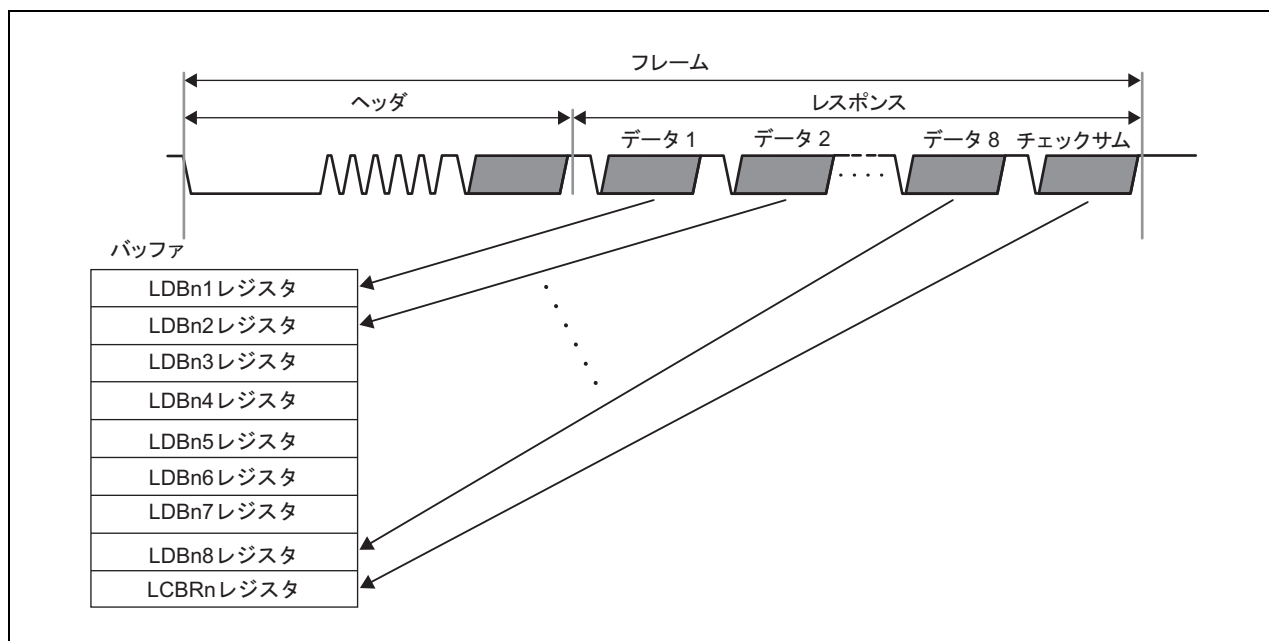 フレーム
ヘッダ
レスポンス
データ 1
データ 2
データ 8
チェックサム
バッファ
LDBn1レジスタ
LDBn2レジスタ
LDBn3レジスタ
LDBn4レジスタ
LDBn5レジスタ
LDBn6レジスタ
LDBn7レジスタ
LDBn8レジスタ
LCBRnレジスタ